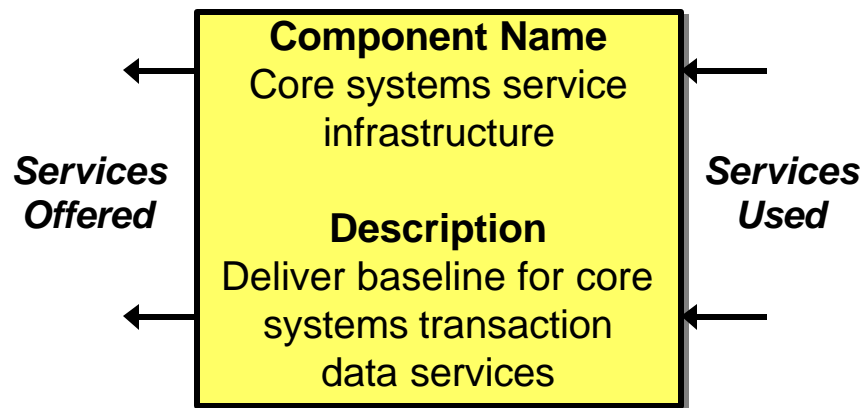 Component Name
Core systems service
infrastructure
Services
Offered
Services
Used
Description
Deliver baseline for core
systems transaction
data services